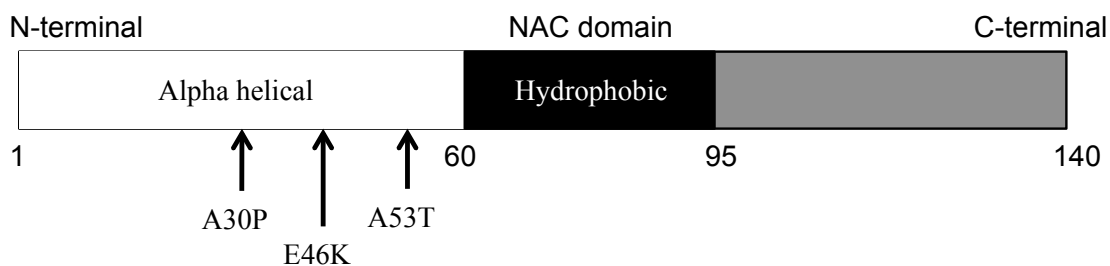 N-terminal NAC domain C-terminal
Alpha helical Hydrophobic
1 60 95 140
A30P A53T
E46K